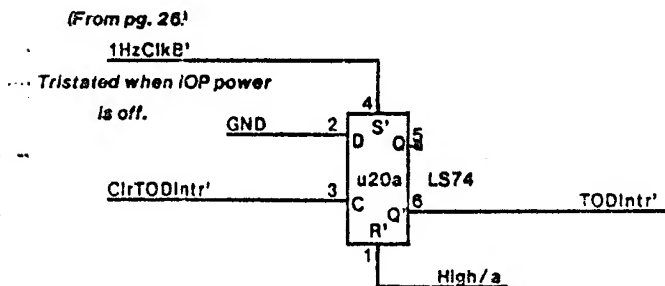 (From pg. 26!)
1HzClkB'
Tristated when IOP power
is off.
4
S'
GND
2
D
Q
5
u20a
LS74
ClrTODIntr'
3
C
Q'
6
TODIntr'
R'
1
High/a